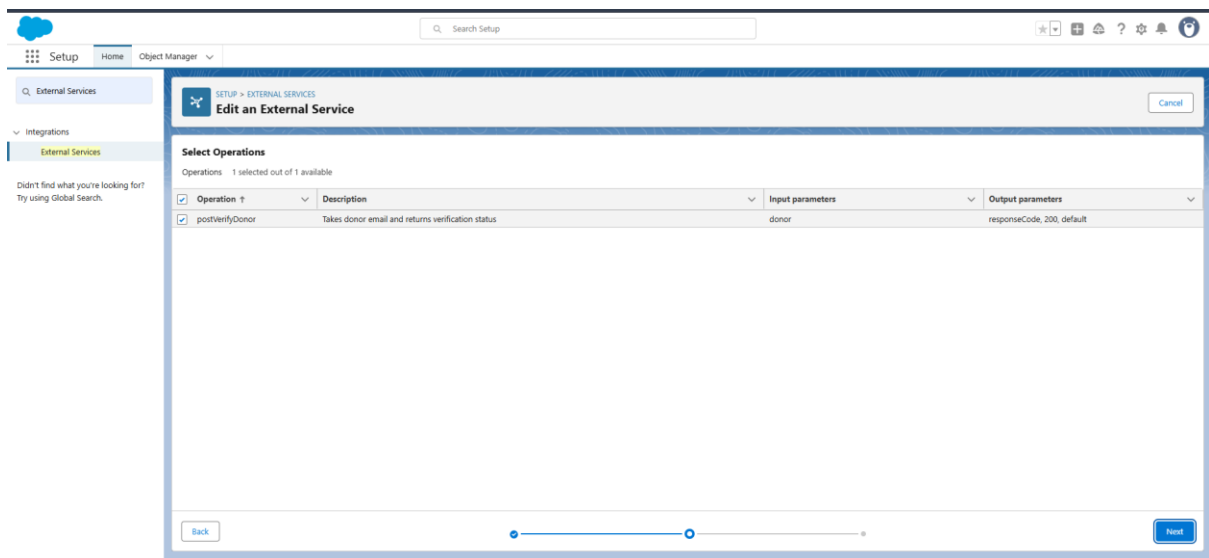 Search Setup
Setup Home Object Manager
External Services
Integrations
External Services
Didn't find what you're looking for?
Try using Global Search.
SETUP > EXTERNAL SERVICES
Edit an External Service
Cancel
Select Operations
Operations 1 selected out of 1 available
Operation ↑ Description Input parameters Output parameters
postVerifyDonor Takes donor email and returns verification status donor responseCode, 200, default
Back
Next